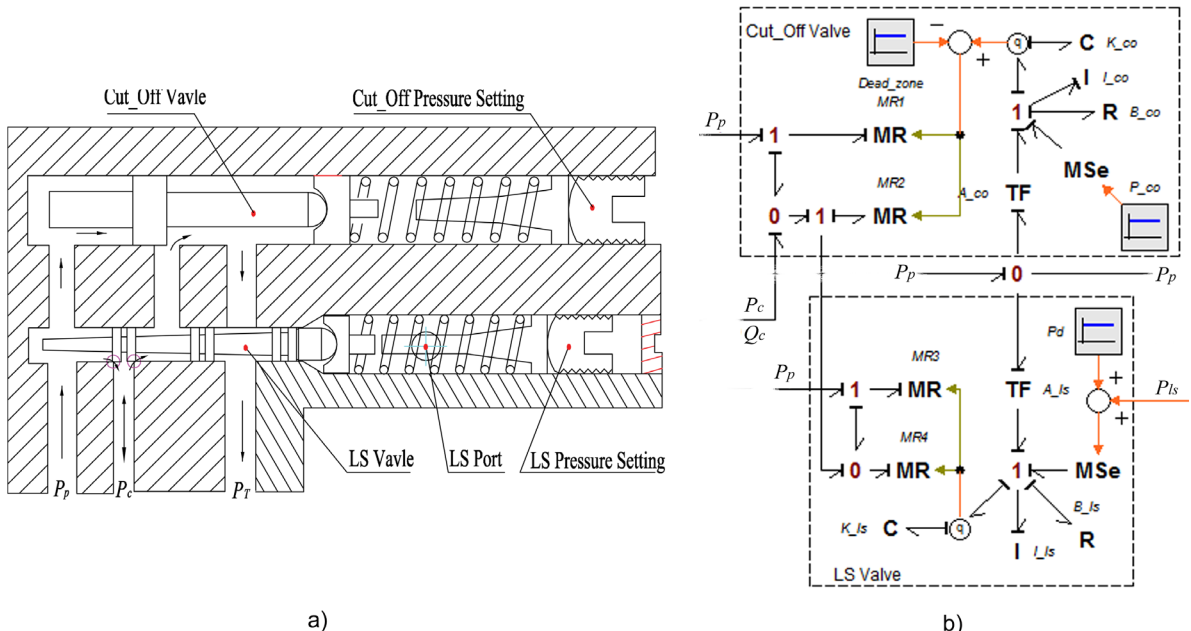 Cut_Off Vavle
Cut_Off Pressure Setting
LS Vavle
LS Port
LS Pressure Setting
Pp
Pc
PT
a)
Cut_Off Valve
Dead_zone
−
+
q
C
K_co
I
I_co
1
R
B_co
MR1
MR
Pp
1
MSe
P_co
MR2
MR
A_co
TF
0
1
Pc
Qc
Pp
0
Pp
Pd
+
+
Pls
MR3
MR
Pp
1
TF
A_ls
MR4
MR
0
1
MSe
B_ls
R
K_ls
C
q
I
I_ls
LS Valve
b)